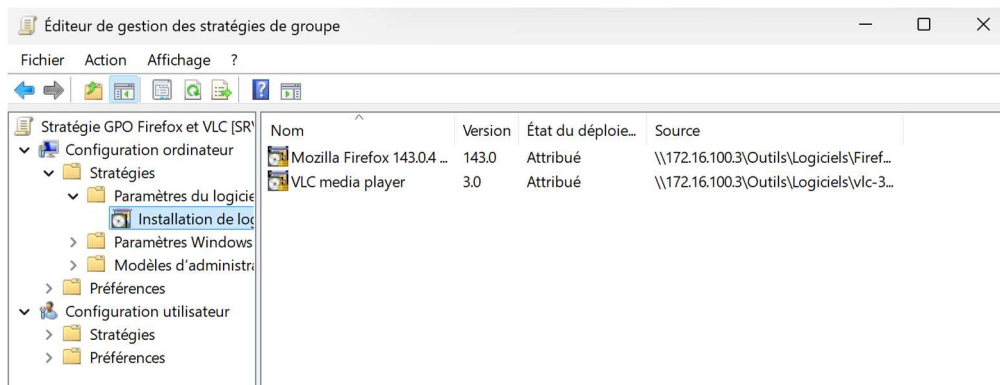 Éditeur de gestion des stratégies de groupe
Fichier Action Affichage ?
Stratégie GPO Firefox et VLC [SRV
Configuration ordinateur
Stratégies
Paramètres du logicie
Installation de log
Paramètres Windows
Modèles d'administra
Préférences
Configuration utilisateur
Stratégies
Préférences
Nom Version État du déploie... Source
Mozilla Firefox 143.0.4 ... 143.0 Attribué \\172.16.100.3\Outils\Logiciels\Firef...
VLC media player 3.0 Attribué \\172.16.100.3\Outils\Logiciels\vlc-3...